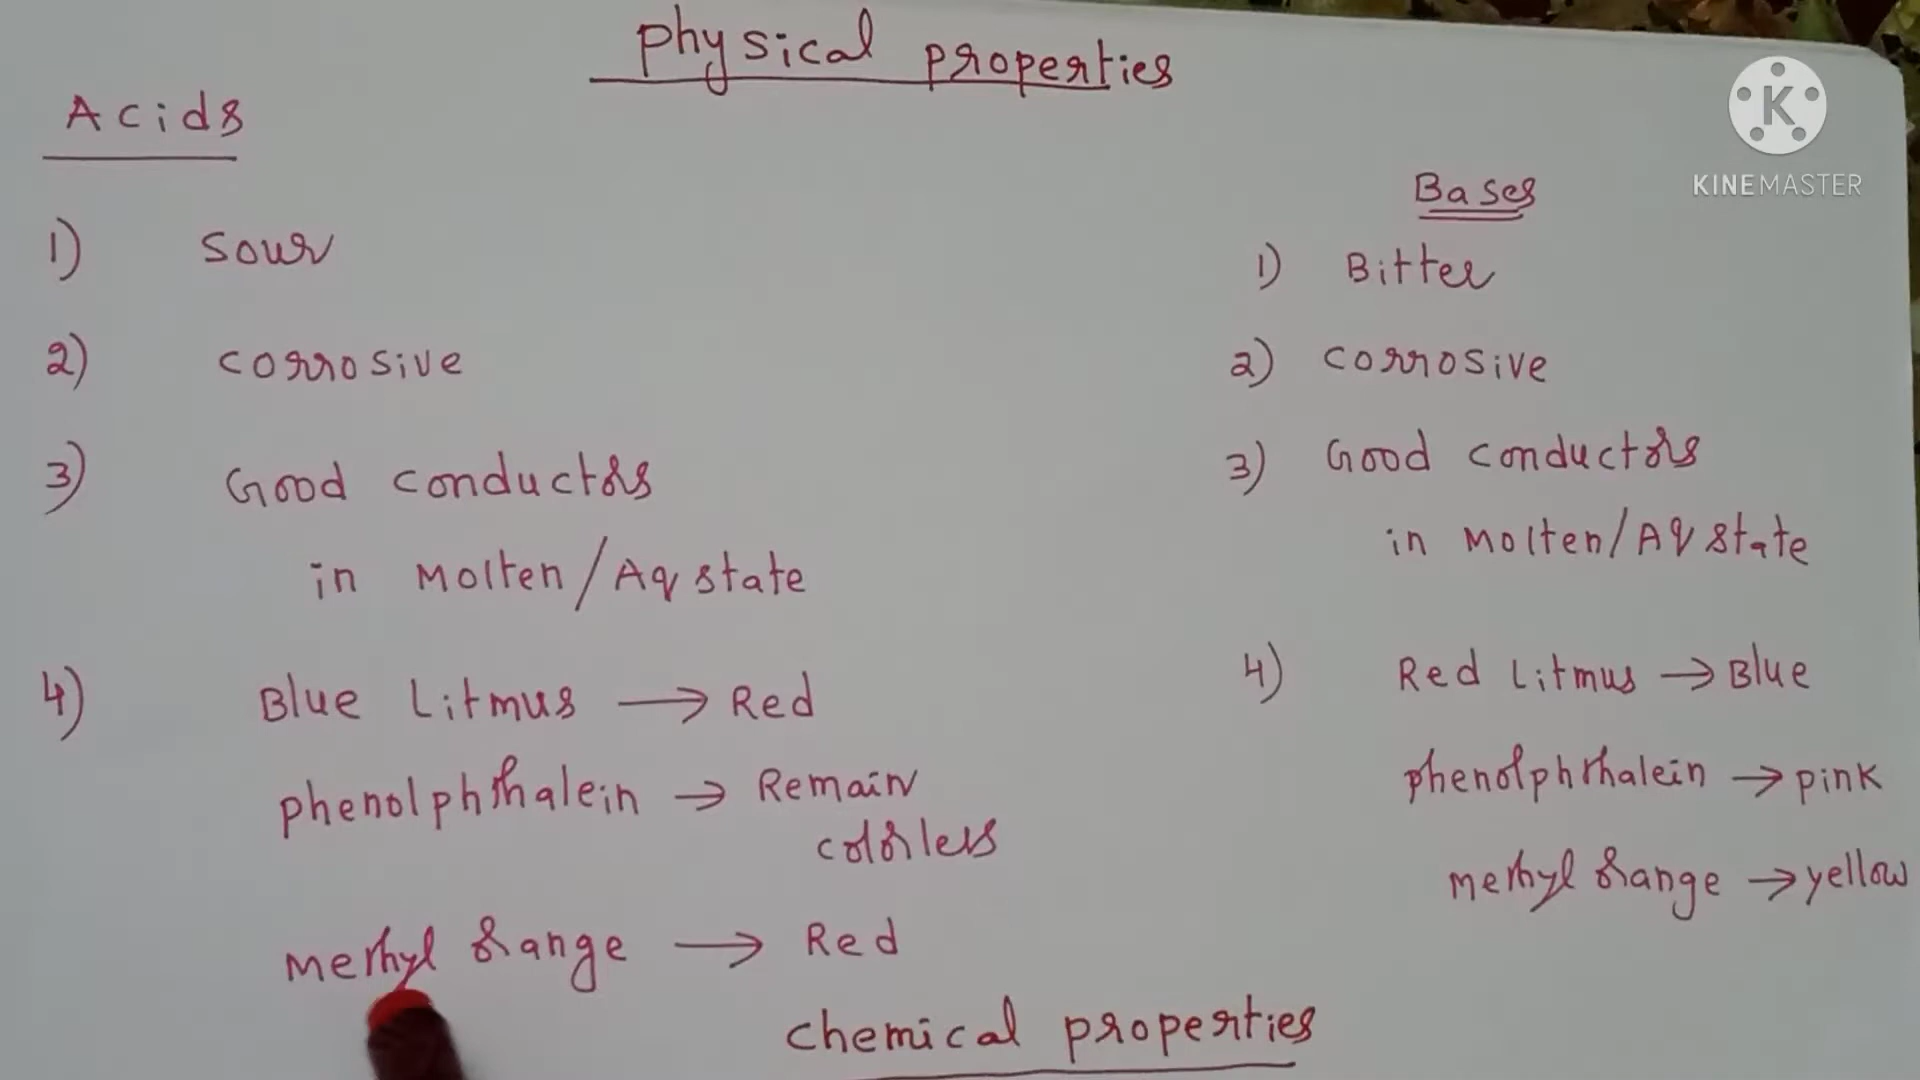 Physical properties
Acids
1) Sour
2) corrosive
3) Good conductors
in Molten/Aq state
4) Blue Litmus → Red
phenolphthalein → Remain
colorless
methyl orange → Red
Bases
1) Bitter
2) corrosive
3) Good conductors
in Molten/Aq state
4) Red Litmus → Blue
phenolphthalein → pink
methyl orange → yellow
chemical properties
K
KINEMASTER